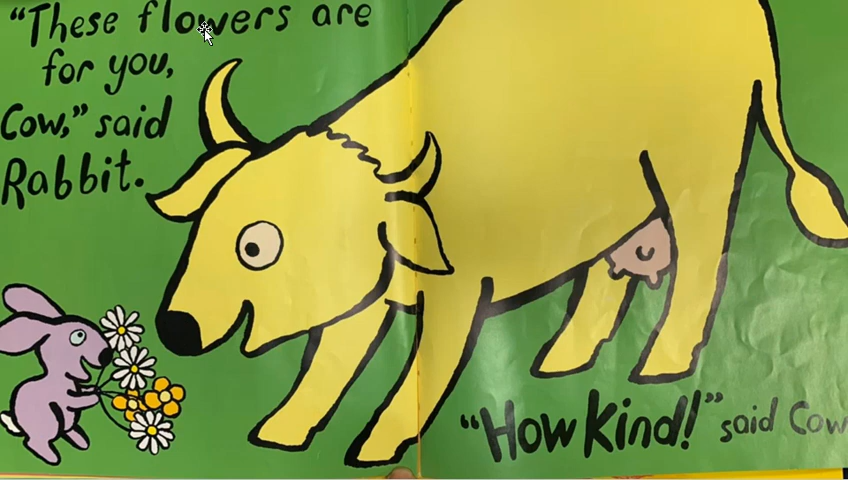 “These flowers are
for you,
Cow,” said
Rabbit.
“How Kind!” said Cow